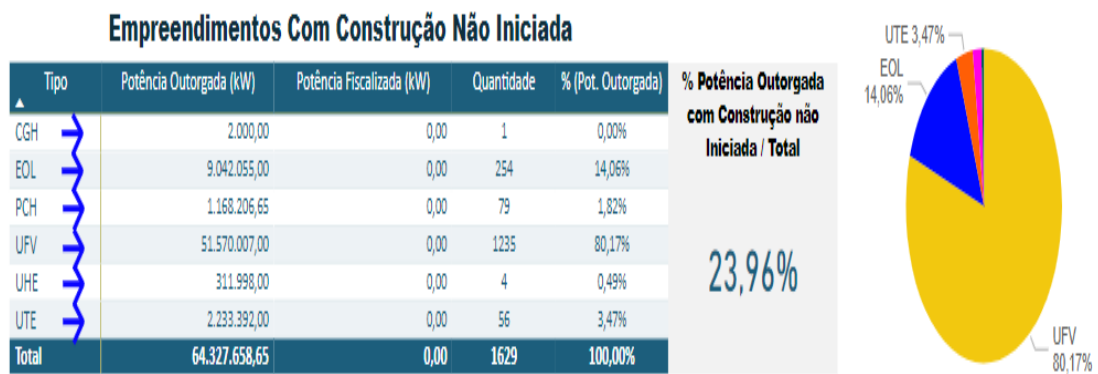 Empreendimentos Com Construção Não Iniciada
Tipo Potência Outorgada (kW) Potência Fiscalizada (kW) Quantidade % (Pot. Outorgada)
CGH 2.000,00 0,00 1 0,00%
EOL 9.042.055,00 0,00 254 14,06%
PCH 1.168.206,65 0,00 79 1,82%
UFV 51.570.007,00 0,00 1235 80,17%
UHE 311.998,00 0,00 4 0,49%
UTE 2.233.392,00 0,00 56 3,47%
Total 64.327.658,65 0,00 1629 100,00%
% Potência Outorgada
com Construção não
Iniciada / Total
23,96%
UTE 3,47%
EOL
14,06%
UFV
80,17%